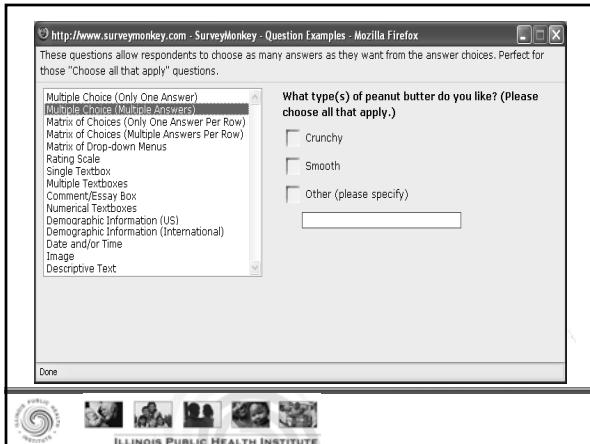 http://www.surveymonkey.com - SurveyMonkey - Question Examples - Mozilla Firefox
These questions allow respondents to choose as many answers as they want from the answer choices. Perfect for
those "Choose all that apply" questions.
Multiple Choice (Only One Answer)
Multiple Choice (Multiple Answers)
Matrix of Choices (Only One Answer Per Row)
Matrix of Choices (Multiple Answers Per Row)
Matrix of Drop-down Menus
Rating Scale
Single Textbox
Multiple Textboxes
Comment/Essay Box
Numerical Textboxes
Demographic Information (US)
Demographic Information (International)
Date and/or Time
Image
Descriptive Text
What type(s) of peanut butter do you like? (Please
choose all that apply.)
Crunchy
Smooth
Other (please specify)
Done
ILLINOIS PUBLIC HEALTH INSTITUTE